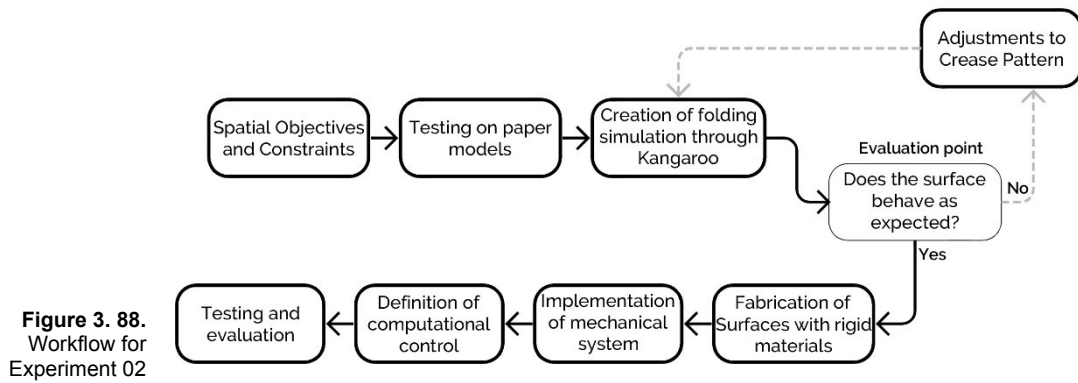 Adjustments to
Crease Pattern
Spatial Objectives
and Constraints
Testing on paper
models
Creation of folding
simulation through
Kangaroo
Evaluation point
Does the surface
behave as
expected?
No
Yes
Fabrication of
Surfaces with rigid
materials
Implementation
of mechanical
system
Definition of
computational
control
Testing and
evaluation
Figure 3. 88.
Workflow for
Experiment 02